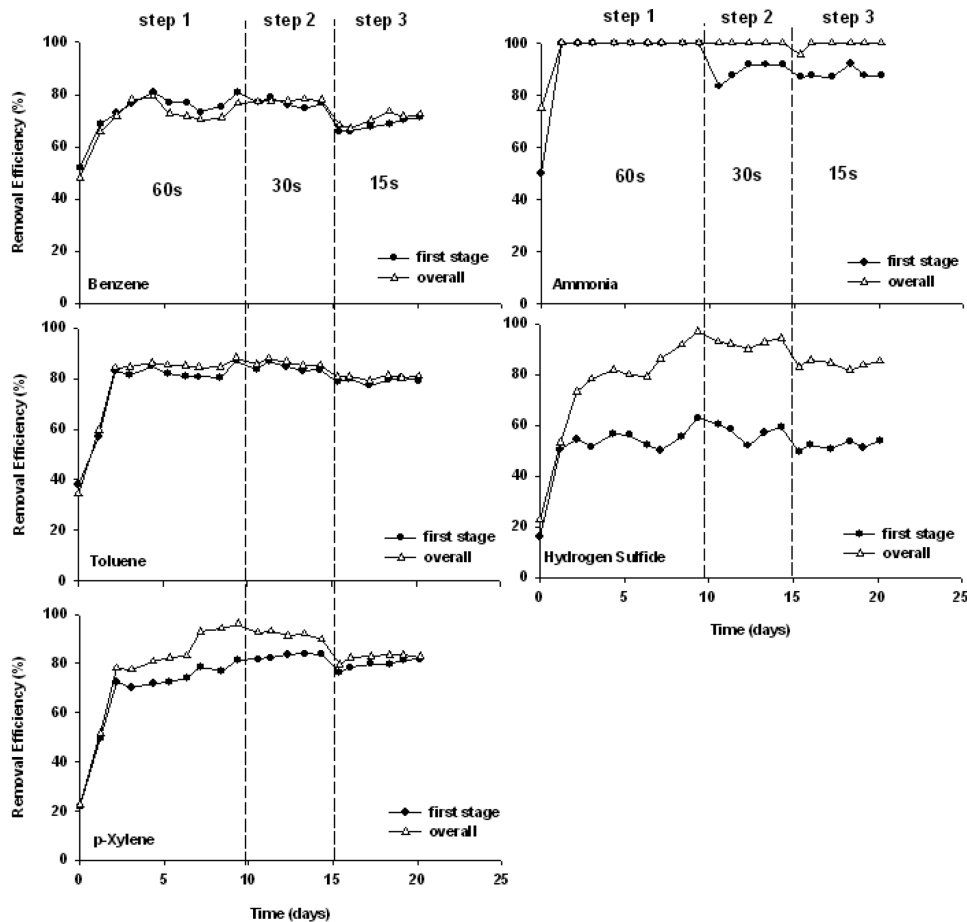 step 1 step 2 step 3
100
80
60
40
20
0
Removal Efficiency (%)
60s 30s 15s
first stage
overall
Benzene
step 1 step 2 step 3
100
80
60
40
20
0
Removal Efficiency (%)
60s 30s 15s
first stage
overall
Ammonia
100
80
60
40
20
0
Removal Efficiency (%)
first stage
overall
Toluene
100
80
60
40
20
0
first stage
overall
Hydrogen Sulfide
0 5 10 15 20 25
Time (days)
100
80
60
40
20
0
Removal Efficiency (%)
first stage
overall
p-Xylene
0 5 10 15 20 25
Time (days)